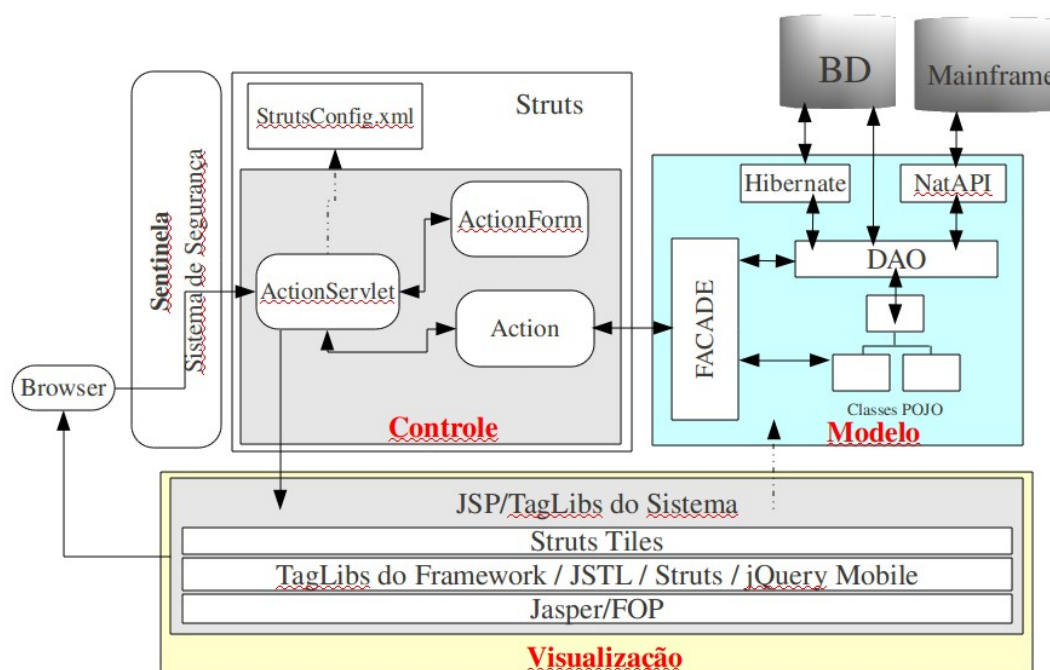 BD
Mainframe
Struts
StrutsConfig.xml
Sentinela
Sistema de Segurança
ActionForm
ActionServlet
Action
Controle
Browser
Hibernate
NatAPI
DAO
FACADE
Classes POJO
Modelo
JSP/TagLibs do Sistema
Struts Tiles
TagLibs do Framework / JSTL / Struts / jQuery Mobile
Jasper/FOP
Visualização